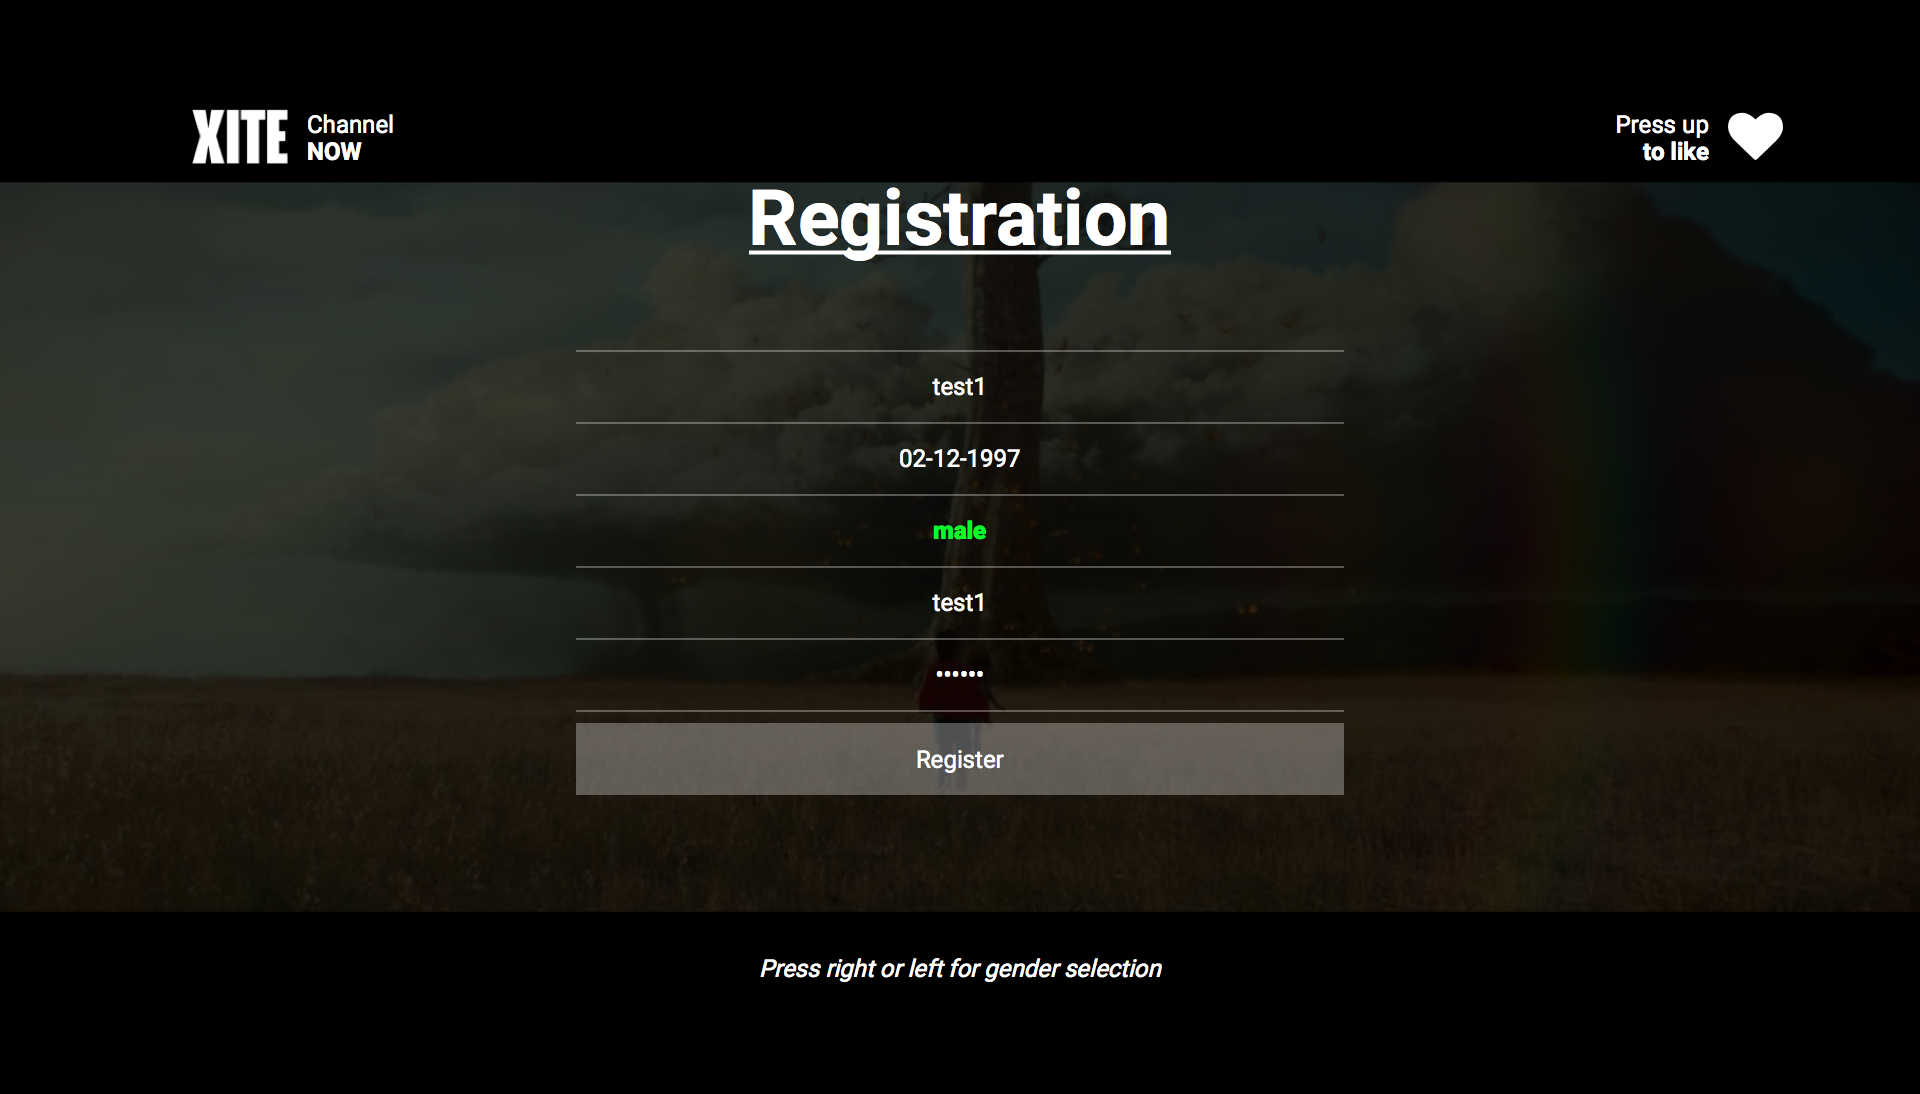 XITE
Channel
NOW
Press up
to like
Registration
test1
02-12-1997
male
test1
••••••
Register
Press right or left for gender selection